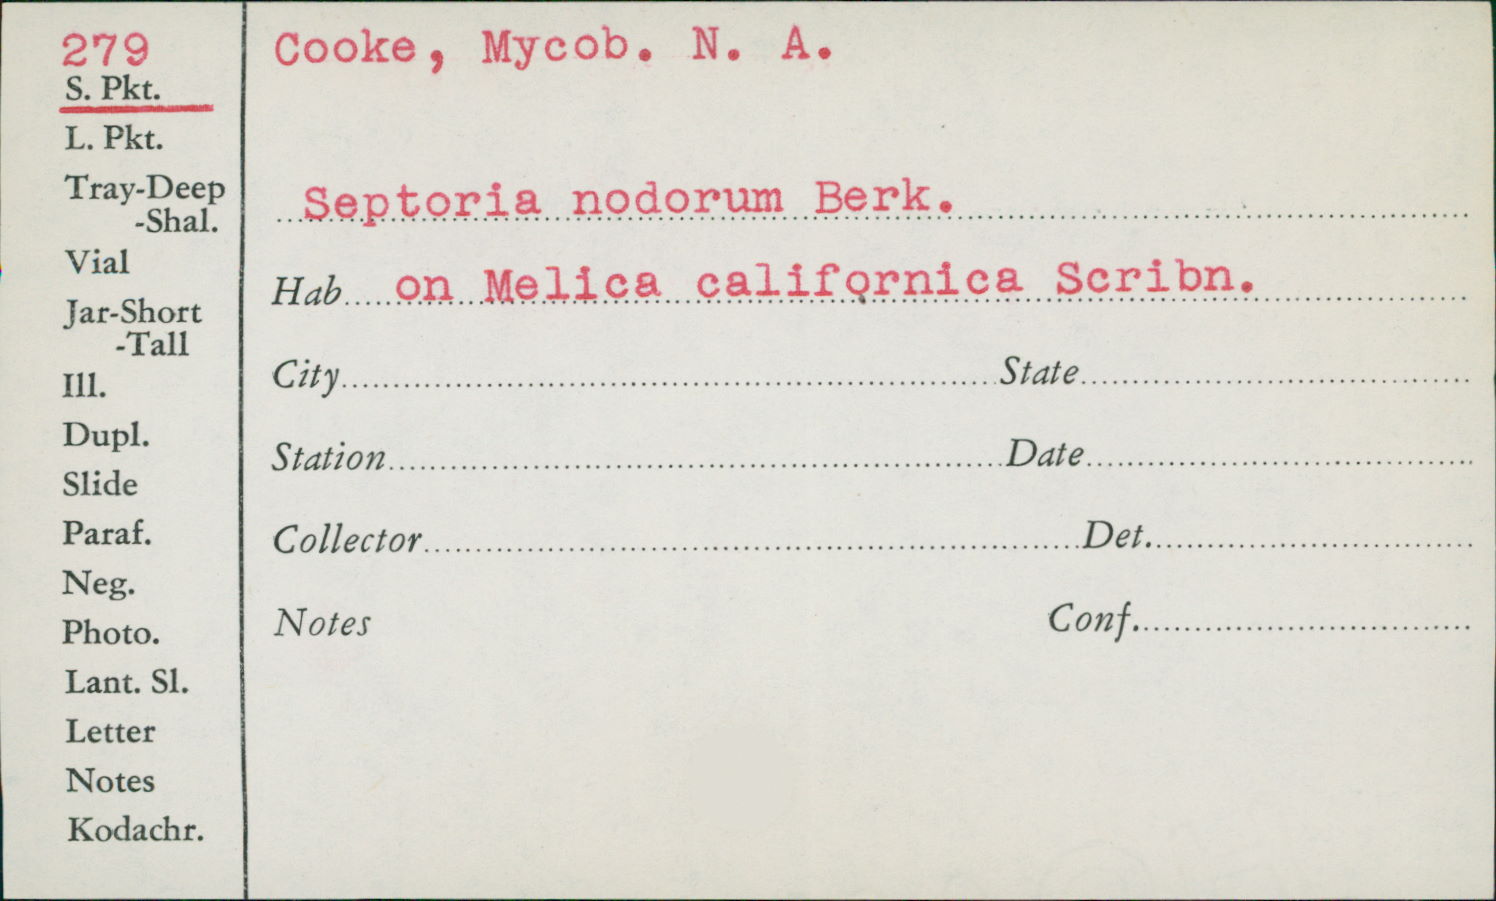 279
S. Pkt.
L. Pkt.
Tray-Deep
-Shal.
Vial
Jar-Short
-Tall
Ill.
Dupl.
Slide
Paraf.
Neg.
Photo.
Lant. Sl.
Letter
Notes
Kodachr.
Cooke, Mycob. N. A.
Septoria nodorum Berk.
Hab on Melica californica Scribn.
City State
Station Date
Collector Det.
Notes Conf.